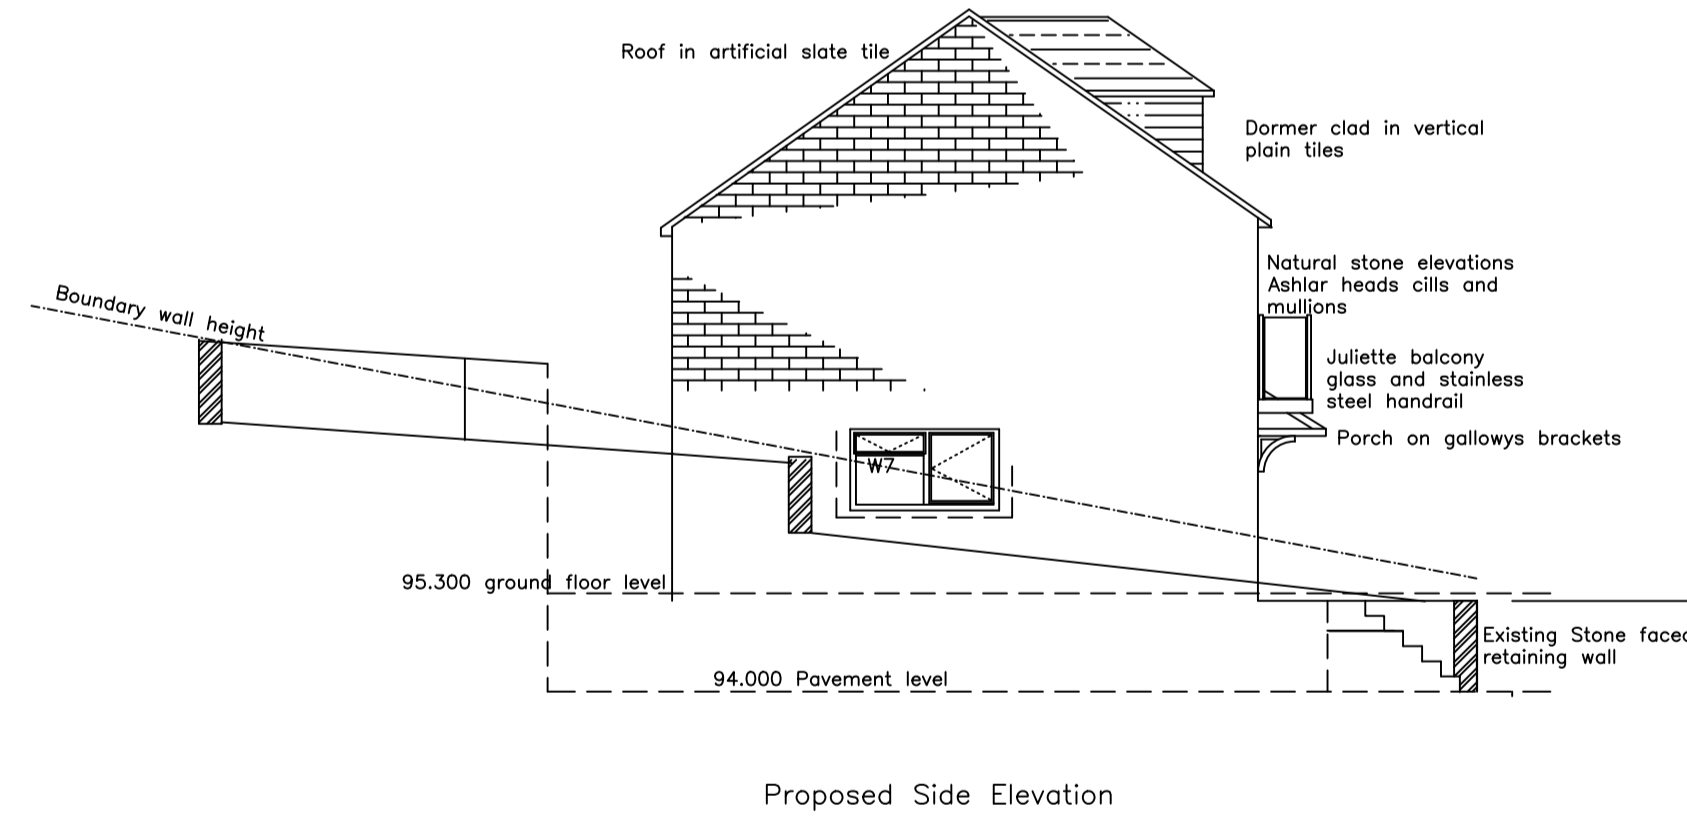 Roof in artificial slate tile
Dormer clad in vertical
plain tiles
Natural stone elevations
Ashlar heads cills and
mullions
Boundary wall height
Juliette balcony
glass and stainless
steel handrail
Porch on gallowys brackets
W7
95.300 ground floor level
Existing Stone faced
retaining wall
94.000 Pavement level
Proposed Side Elevation